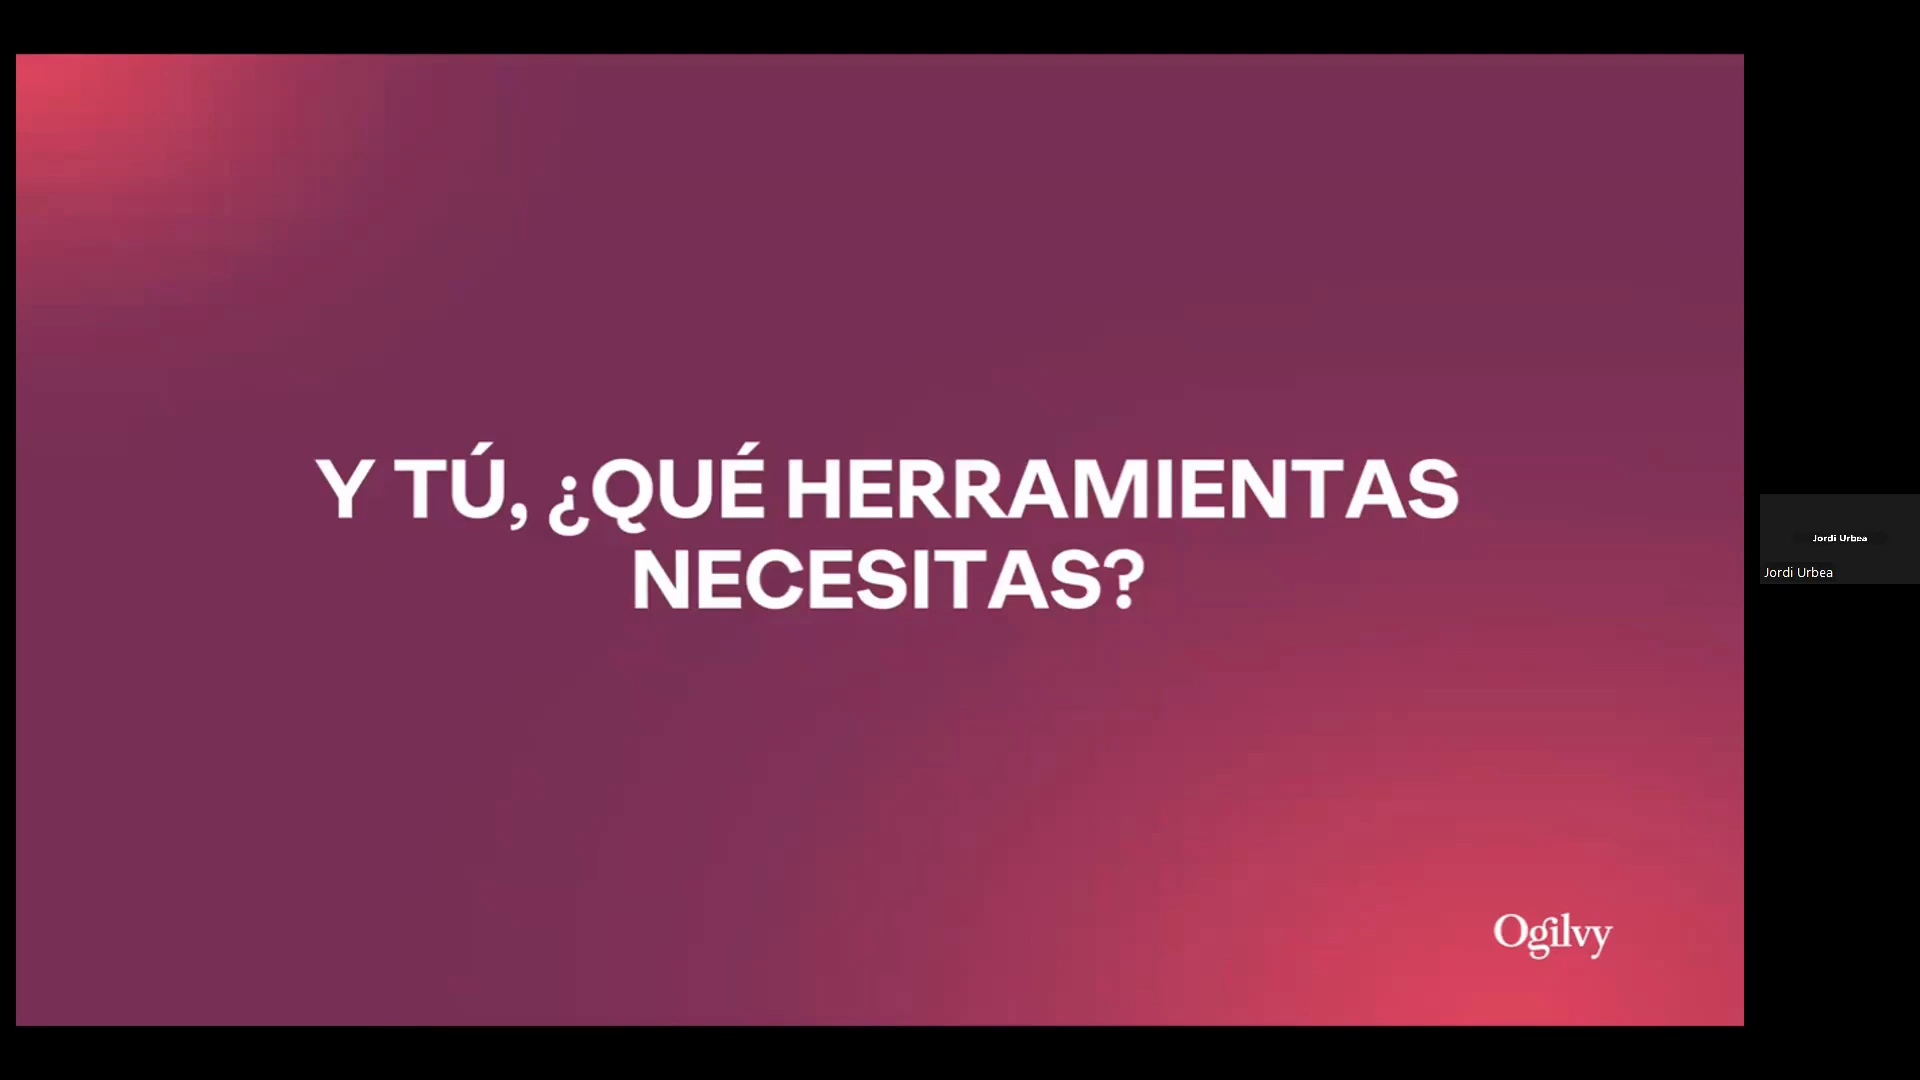 Y TÚ, ¿QUÉ HERRAMIENTAS
NECESITAS?
Ogilvy
Jordi Urbea
Jordi Urbea